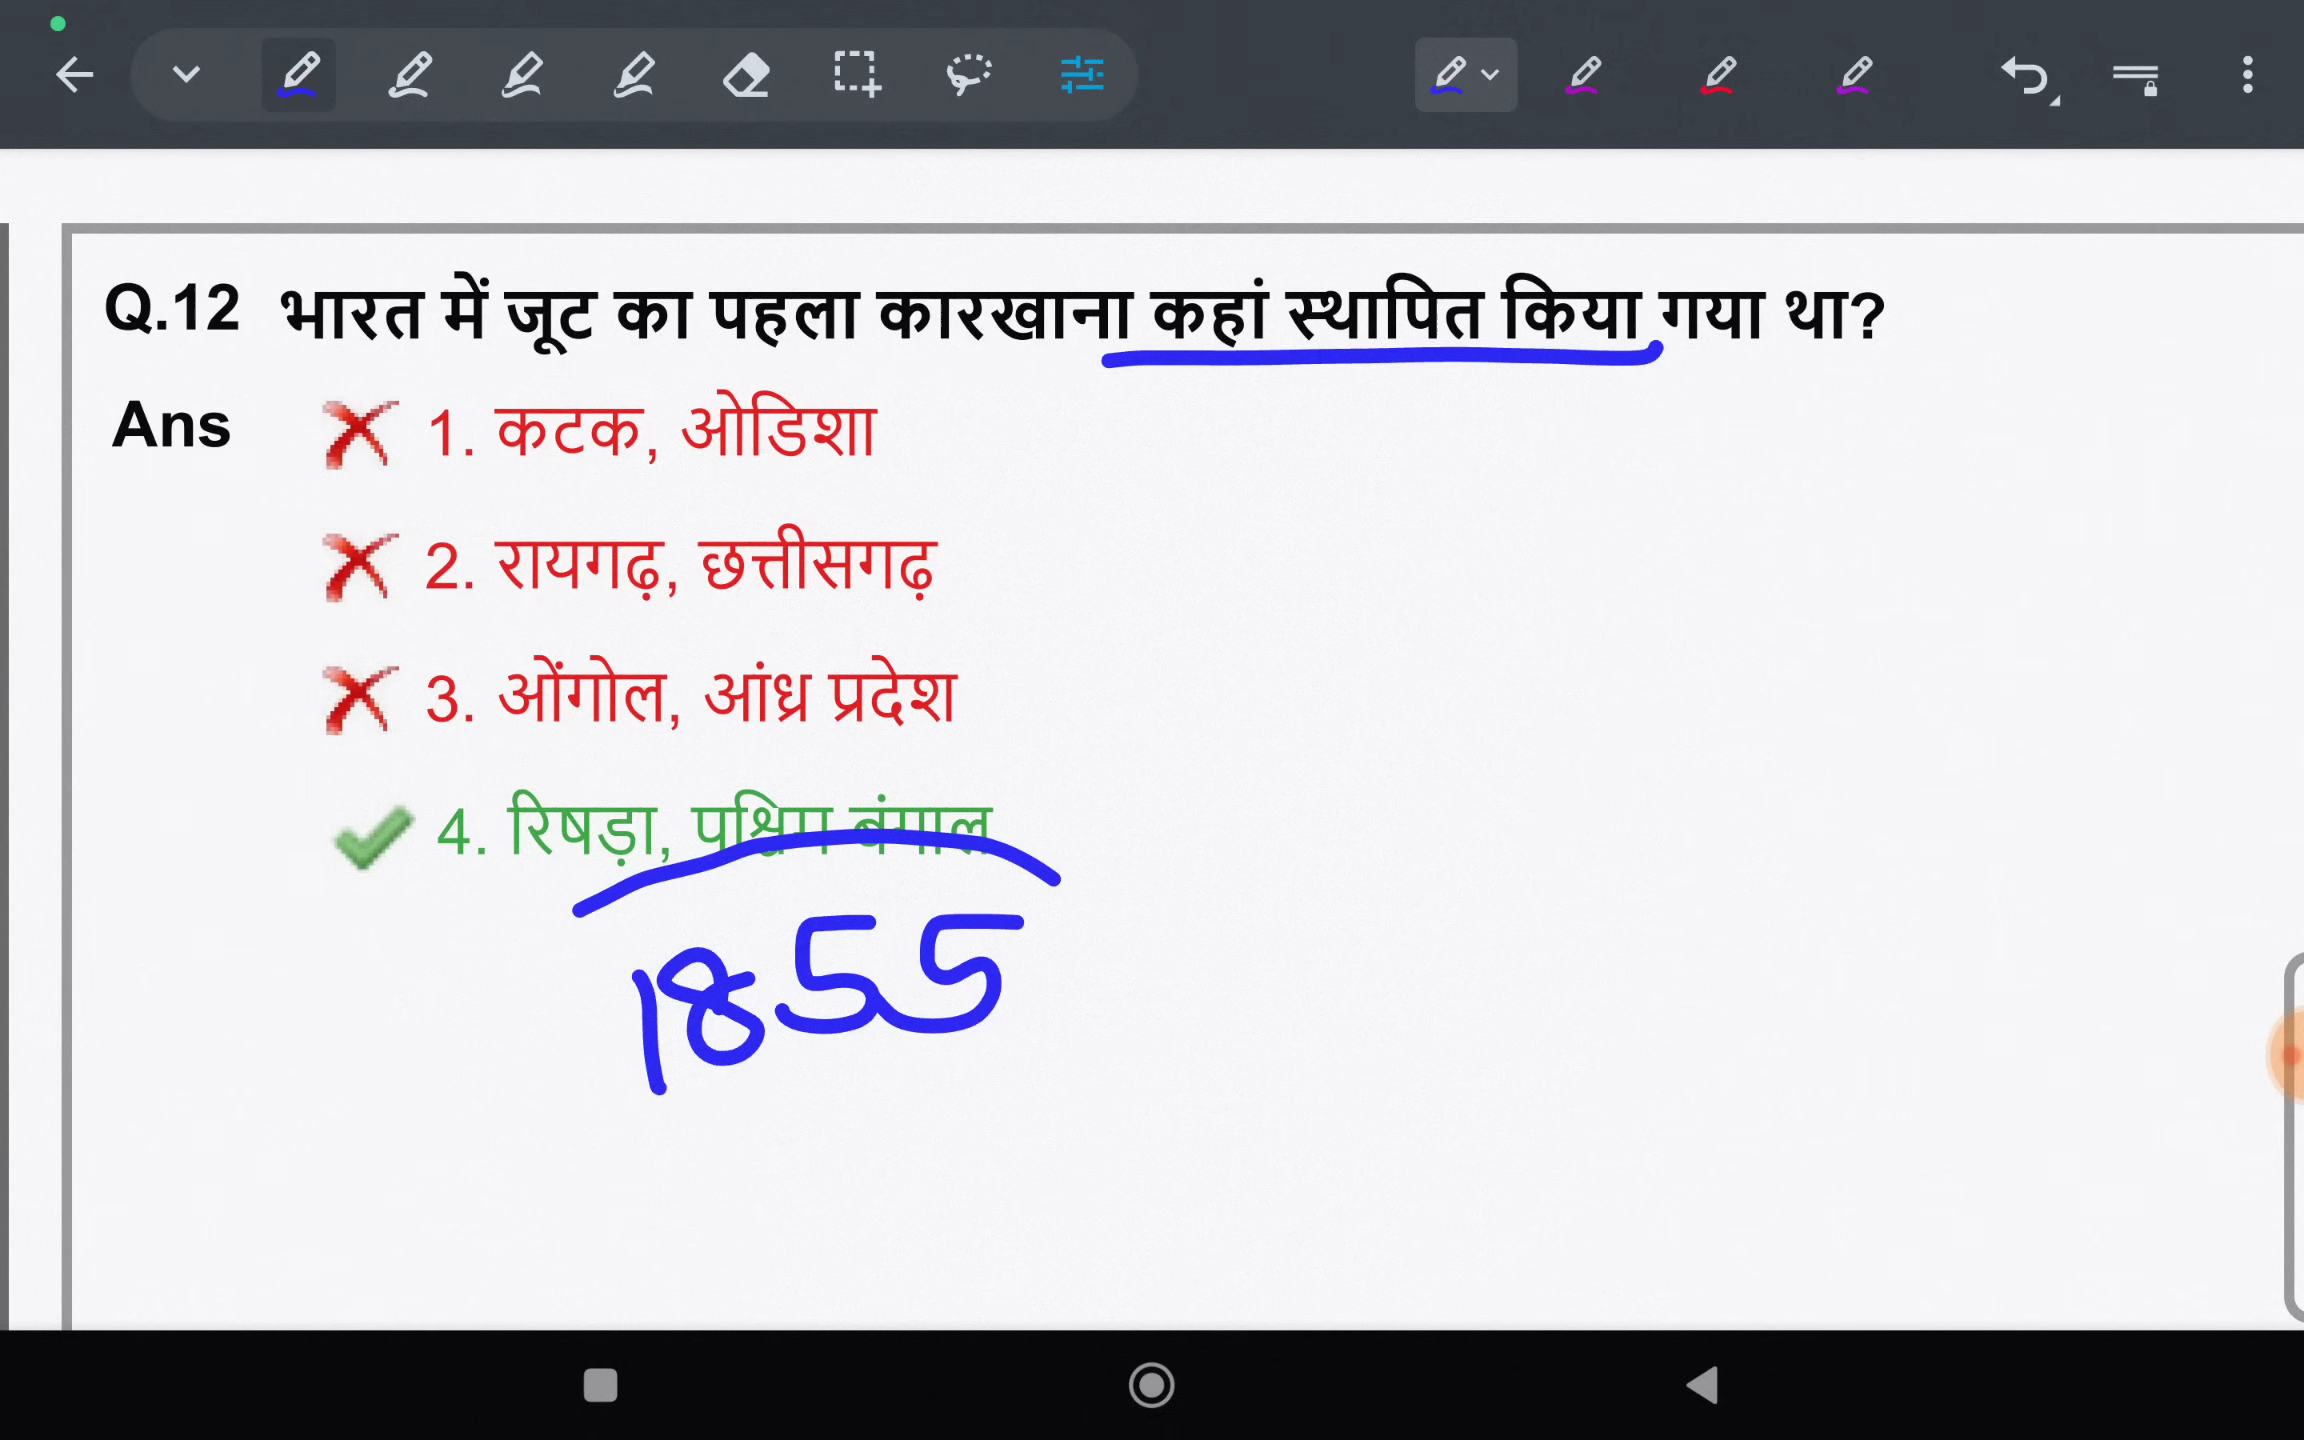 Q.12 भारत में जूट का पहला कारखाना कहां स्थापित किया गया था?
Ans 1. कटक, ओडिशा
2. रायगढ़, छत्तीसगढ़
3. ओंगोल, आंध्र प्रदेश
4. रिषड़ा, पश्चिम बंगाल
1855